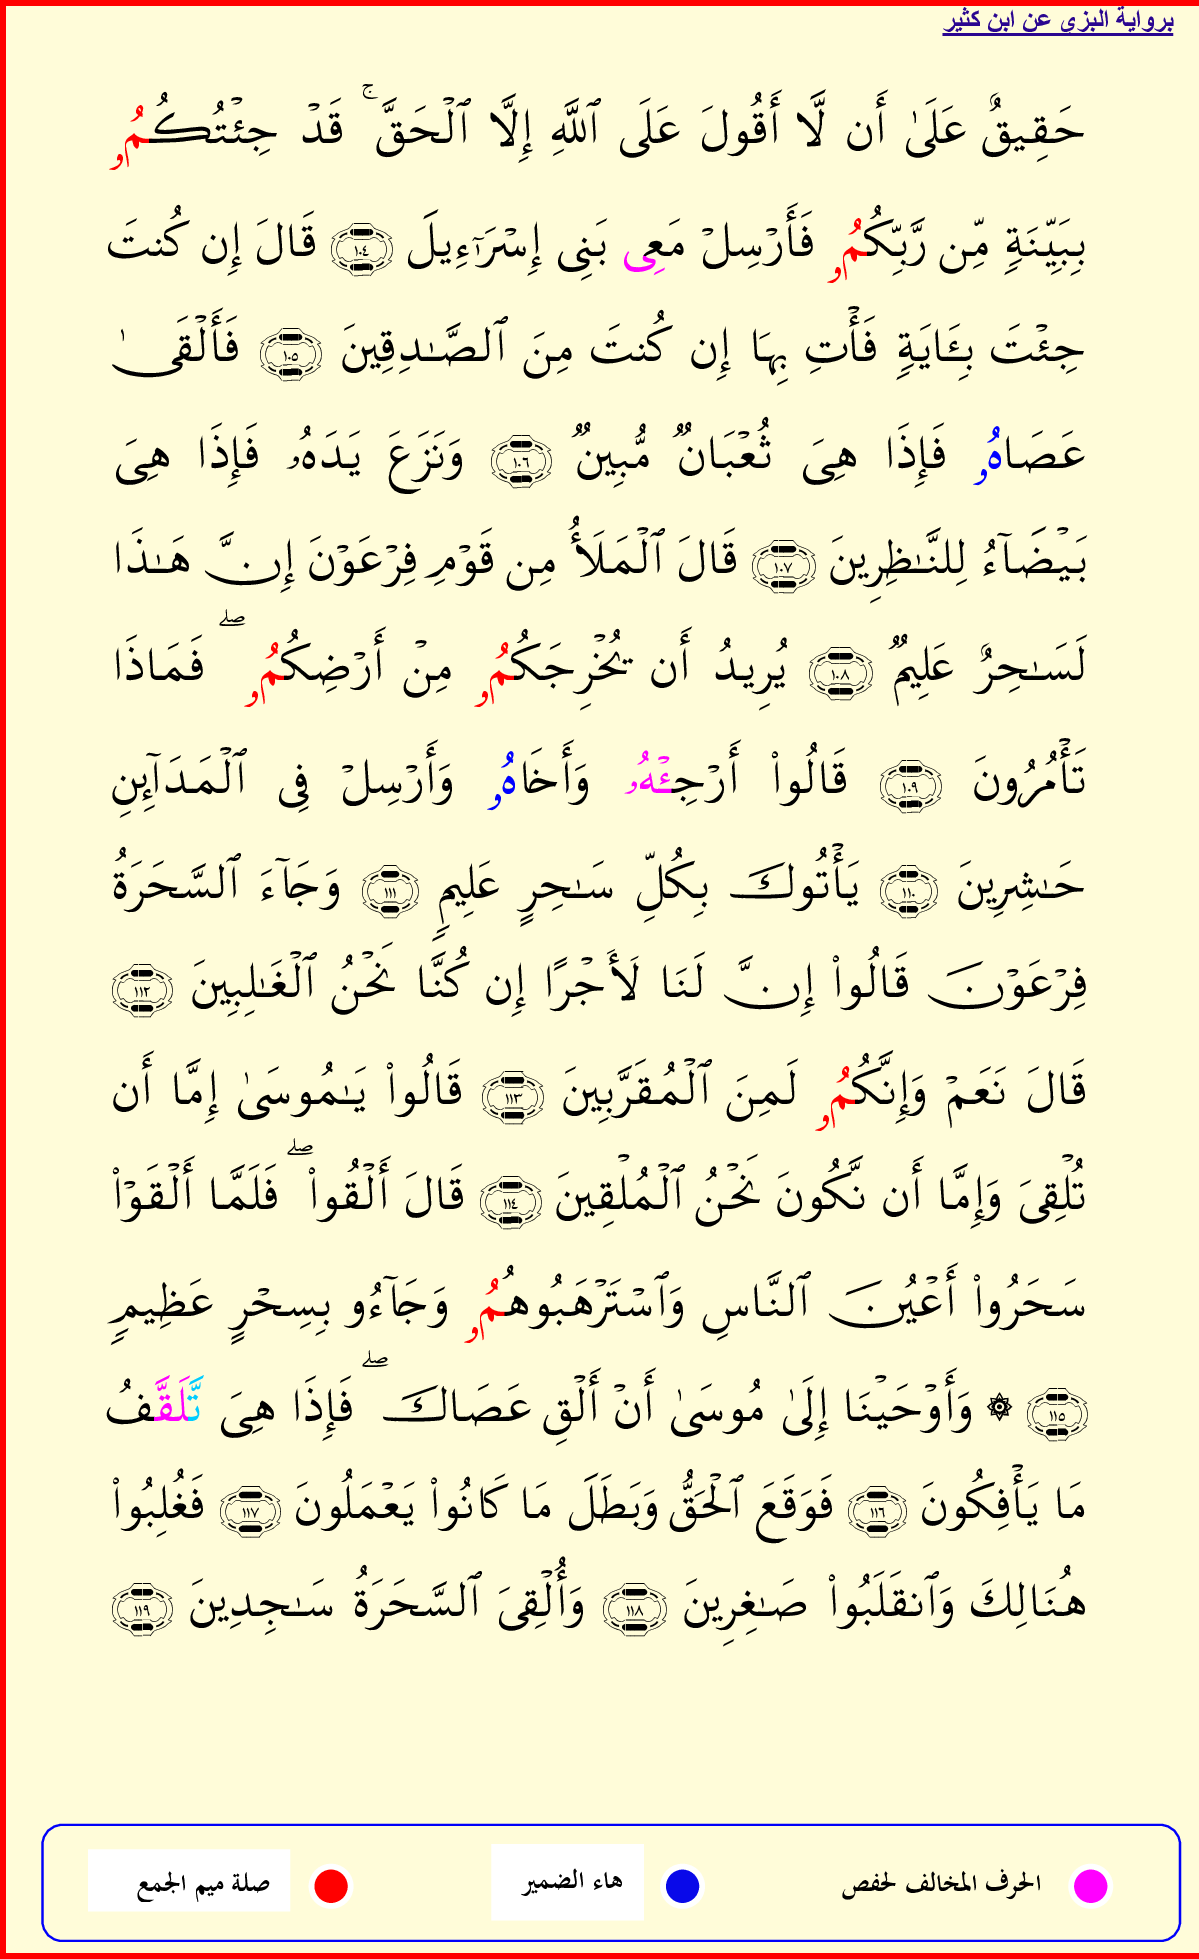 برواية البزى عن ابن كثير
حَقِيقٌ عَلَىٰٓ أَن لَّآ أَقُولَ عَلَى ٱللَّهِ إِلَّا ٱلْحَقَّ ۚ قَدْ جِئْتُكُمُۥ
بِبَيِّنَةٍ مِّن رَّبِّكُمُۥ فَأَرْسِلْ مَعِى بَنِى إِسْرَٰٓءِيلَ ١٠٤ قَالَ إِن كُنتَ
جِئْتَ بِـَٔايَةٍ فَأْتِ بِهَا إِن كُنتَ مِنَ ٱلصَّـٰدِقِينَ ١٠٥ فَأَلْقَىٰ
عَصَاهُۥ فَإِذَا هِىَ ثُعْبَانٌ مُّبِينٌ ١٠٦ وَنَزَعَ يَدَهُۥ فَإِذَا هِىَ
بَيْضَآءُ لِلنَّـٰظِرِينَ ١٠٧ قَالَ ٱلْمَلَأُ مِن قَوْمِ فِرْعَوْنَ إِنَّ هَـٰذَا
لَسَـٰحِرٌ عَلِيمٌ ١٠٨ يُرِيدُ أَن يُخْرِجَكُمُۥ مِنْ أَرْضِكُمُۥ ۖ فَمَاذَا
تَأْمُرُونَ ١٠٩ قَالُوا۟ أَرْجِئْهُۥ وَأَخَاهُۥ وَأَرْسِلْ فِى ٱلْمَدَآئِنِ
حَـٰشِرِينَ ١١٠ يَأْتُوكَ بِكُلِّ سَـٰحِرٍ عَلِيمٍ ١١١ وَجَآءَ ٱلسَّحَرَةُ
فِرْعَوْنَ قَالُوا۟ إِنَّ لَنَا لَأَجْرًا إِن كُنَّا نَحْنُ ٱلْغَـٰلِبِينَ ١١٢
قَالَ نَعَمْ وَإِنَّكُمُۥ لَمِنَ ٱلْمُقَرَّبِينَ ١١٣ قَالُوا۟ يَـٰمُوسَىٰ إِمَّا أَن
تُلْقِىَ وَإِمَّا أَن نَّكُونَ نَحْنُ ٱلْمُلْقِينَ ١١٤ قَالَ أَلْقُوا۟ ۖ فَلَمَّا أَلْقَوْا۟
سَحَرُوا۟ أَعْيُنَ ٱلنَّاسِ وَٱسْتَرْهَبُوهُمُۥ وَجَآءُو بِسِحْرٍ عَظِيمٍ
١١٥ ۞ وَأَوْحَيْنَا إِلَىٰ مُوسَىٰ أَنْ أَلْقِ عَصَاكَ ۖ فَإِذَا هِىَ تَّلَقَّفُ
مَا يَأْفِكُونَ ١١٦ فَوَقَعَ ٱلْحَقُّ وَبَطَلَ مَا كَانُوا۟ يَعْمَلُونَ ١١٧ فَغُلِبُوا۟
هُنَالِكَ وَٱنقَلَبُوا۟ صَـٰغِرِينَ ١١٨ وَأُلْقِىَ ٱلسَّحَرَةُ سَـٰجِدِينَ ١١٩
الحرف المخالف لحفص هاء الضمير صلة ميم الجمع